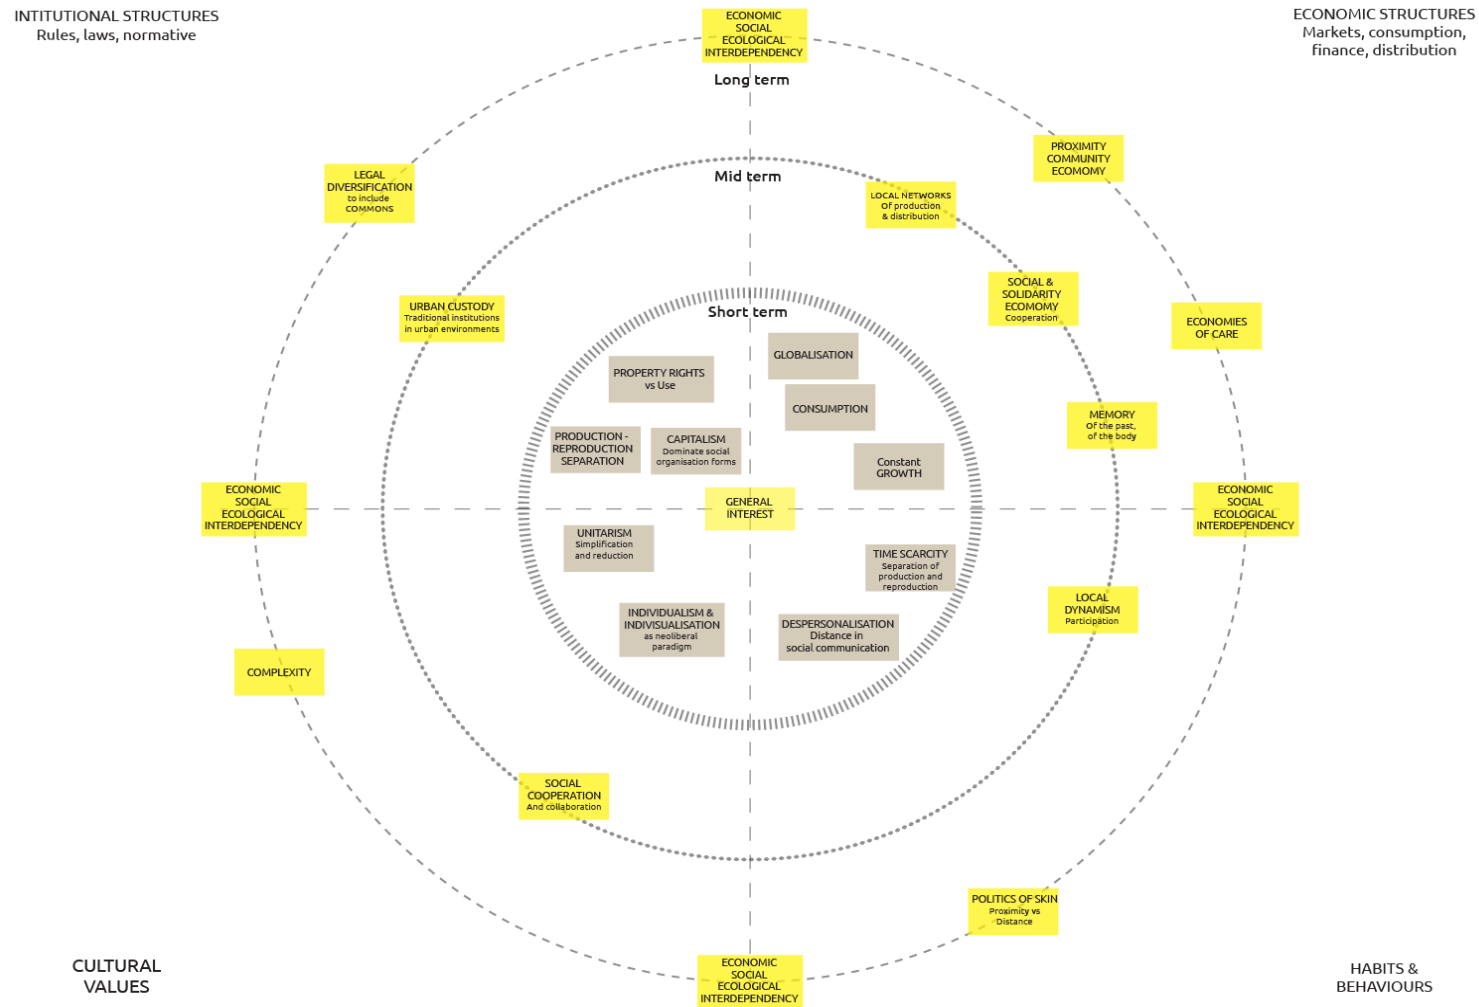 INTITUTIONAL STRUCTURES
Rules, laws, normative
ECONOMIC
SOCIAL
ECOLOGICAL
INTERDEPENDENCY
ECONOMIC STRUCTURES
Markets, consumption,
finance, distribution
Long term
PROXIMITY
COMMUNITY
ECOMOMY
LEGAL
DIVERSIFICATION
to include
COMMONS
Mid term
LOCAL NETWORKS
Of production
& distribution
URBAN CUSTODY
Traditional institutions
in urban environments
SOCIAL &
SOLIDARITY
ECOMOMY
Cooperation
ECONOMIES
OF CARE
Short term
PROPERTY RIGHTS
vs Use
GLOBALISATION
CONSUMPTION
MEMORY
Of the past,
of the body
PRODUCTION -
REPRODUCTION
SEPARATION
CAPITALISM
Dominate social
organisation forms
Constant
GROWTH
ECONOMIC
SOCIAL
ECOLOGICAL
INTERDEPENDENCY
GENERAL
INTEREST
ECONOMIC
SOCIAL
ECOLOGICAL
INTERDEPENDENCY
UNITARISM
Simplification
and reduction
TIME SCARCITY
Separation of
production and
reproduction
LOCAL
DYNAMISM
Participation
INDIVIDUALISM &
INDIVISUALISATION
as neoliberal
paradigm
DESPERSONALISATION
Distance in
social communication
COMPLEXITY
SOCIAL
COOPERATION
And collaboration
POLITICS OF SKIN
Proximity vs
Distance
CULTURAL
VALUES
ECONOMIC
SOCIAL
ECOLOGICAL
INTERDEPENDENCY
HABITS &
BEHAVIOURS